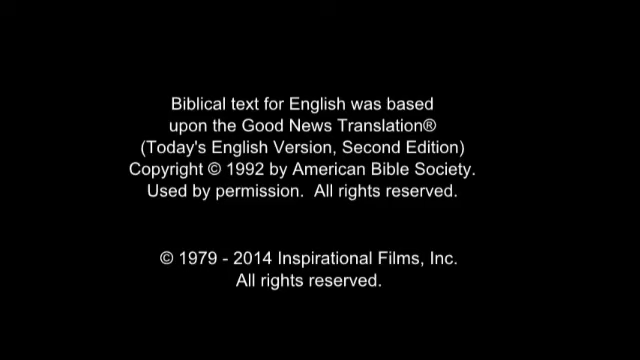 Biblical text for English was based
upon the Good News Translation®
(Today's English Version, Second Edition)
Copyright © 1992 by American Bible Society.
Used by permission.  All rights reserved.
© 1979 - 2014 Inspirational Films, Inc.
All rights reserved.